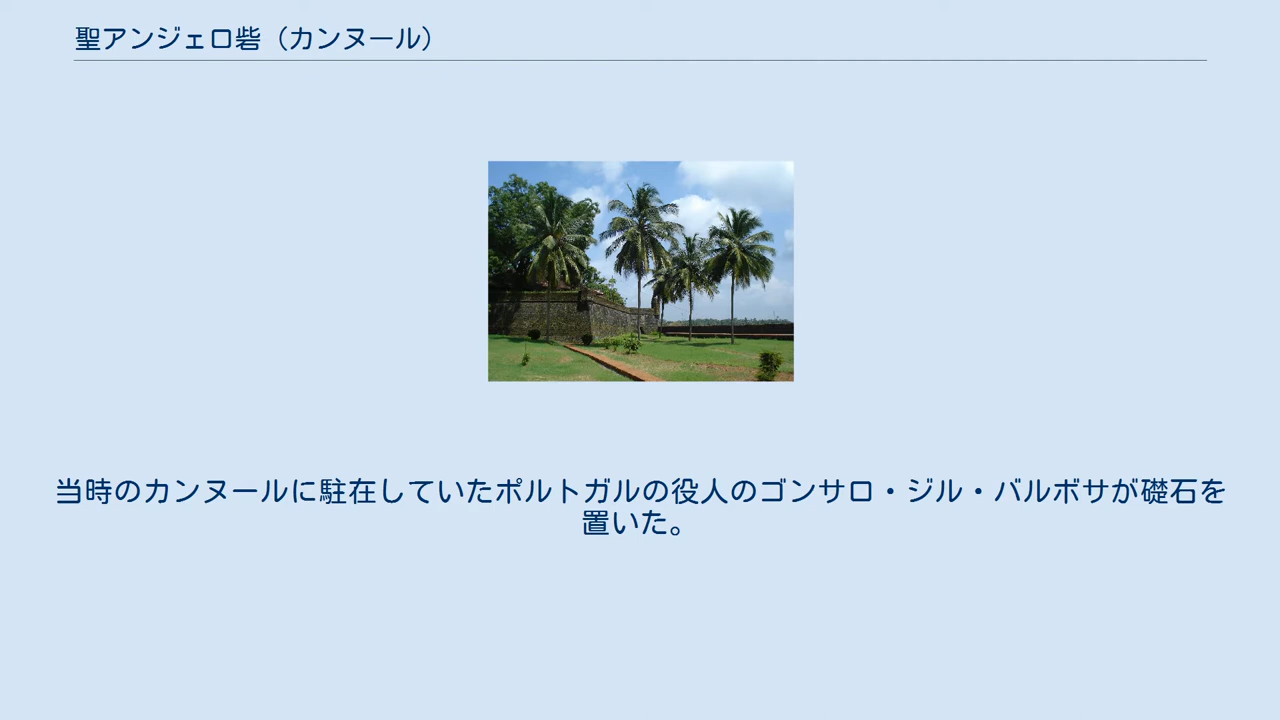 聖アンジェロ砦（カンヌール）
当時のカンヌールに駐在していたポルトガルの役人のゴンサロ・ジル・バルボサが礎石を
置いた。